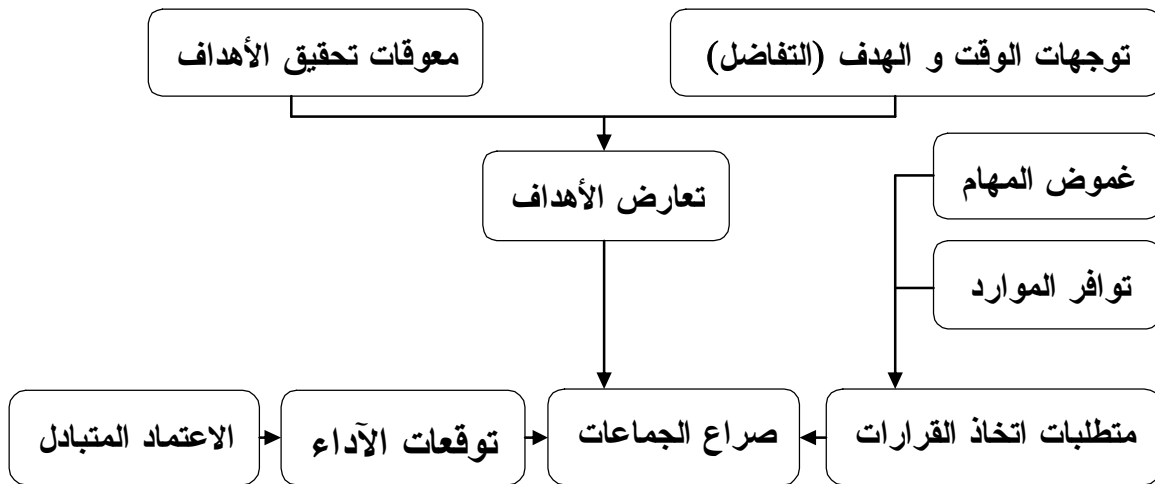 توجهات الوقت و الهدف (التفاضل)
معوقات تحقيق الأهداف
غموض المهام
تعارض الأهداف
توافر الموارد
متطلبات اتخاذ القرارات
صراع الجماعات
توقعات الآداء
الاعتماد المتبادل